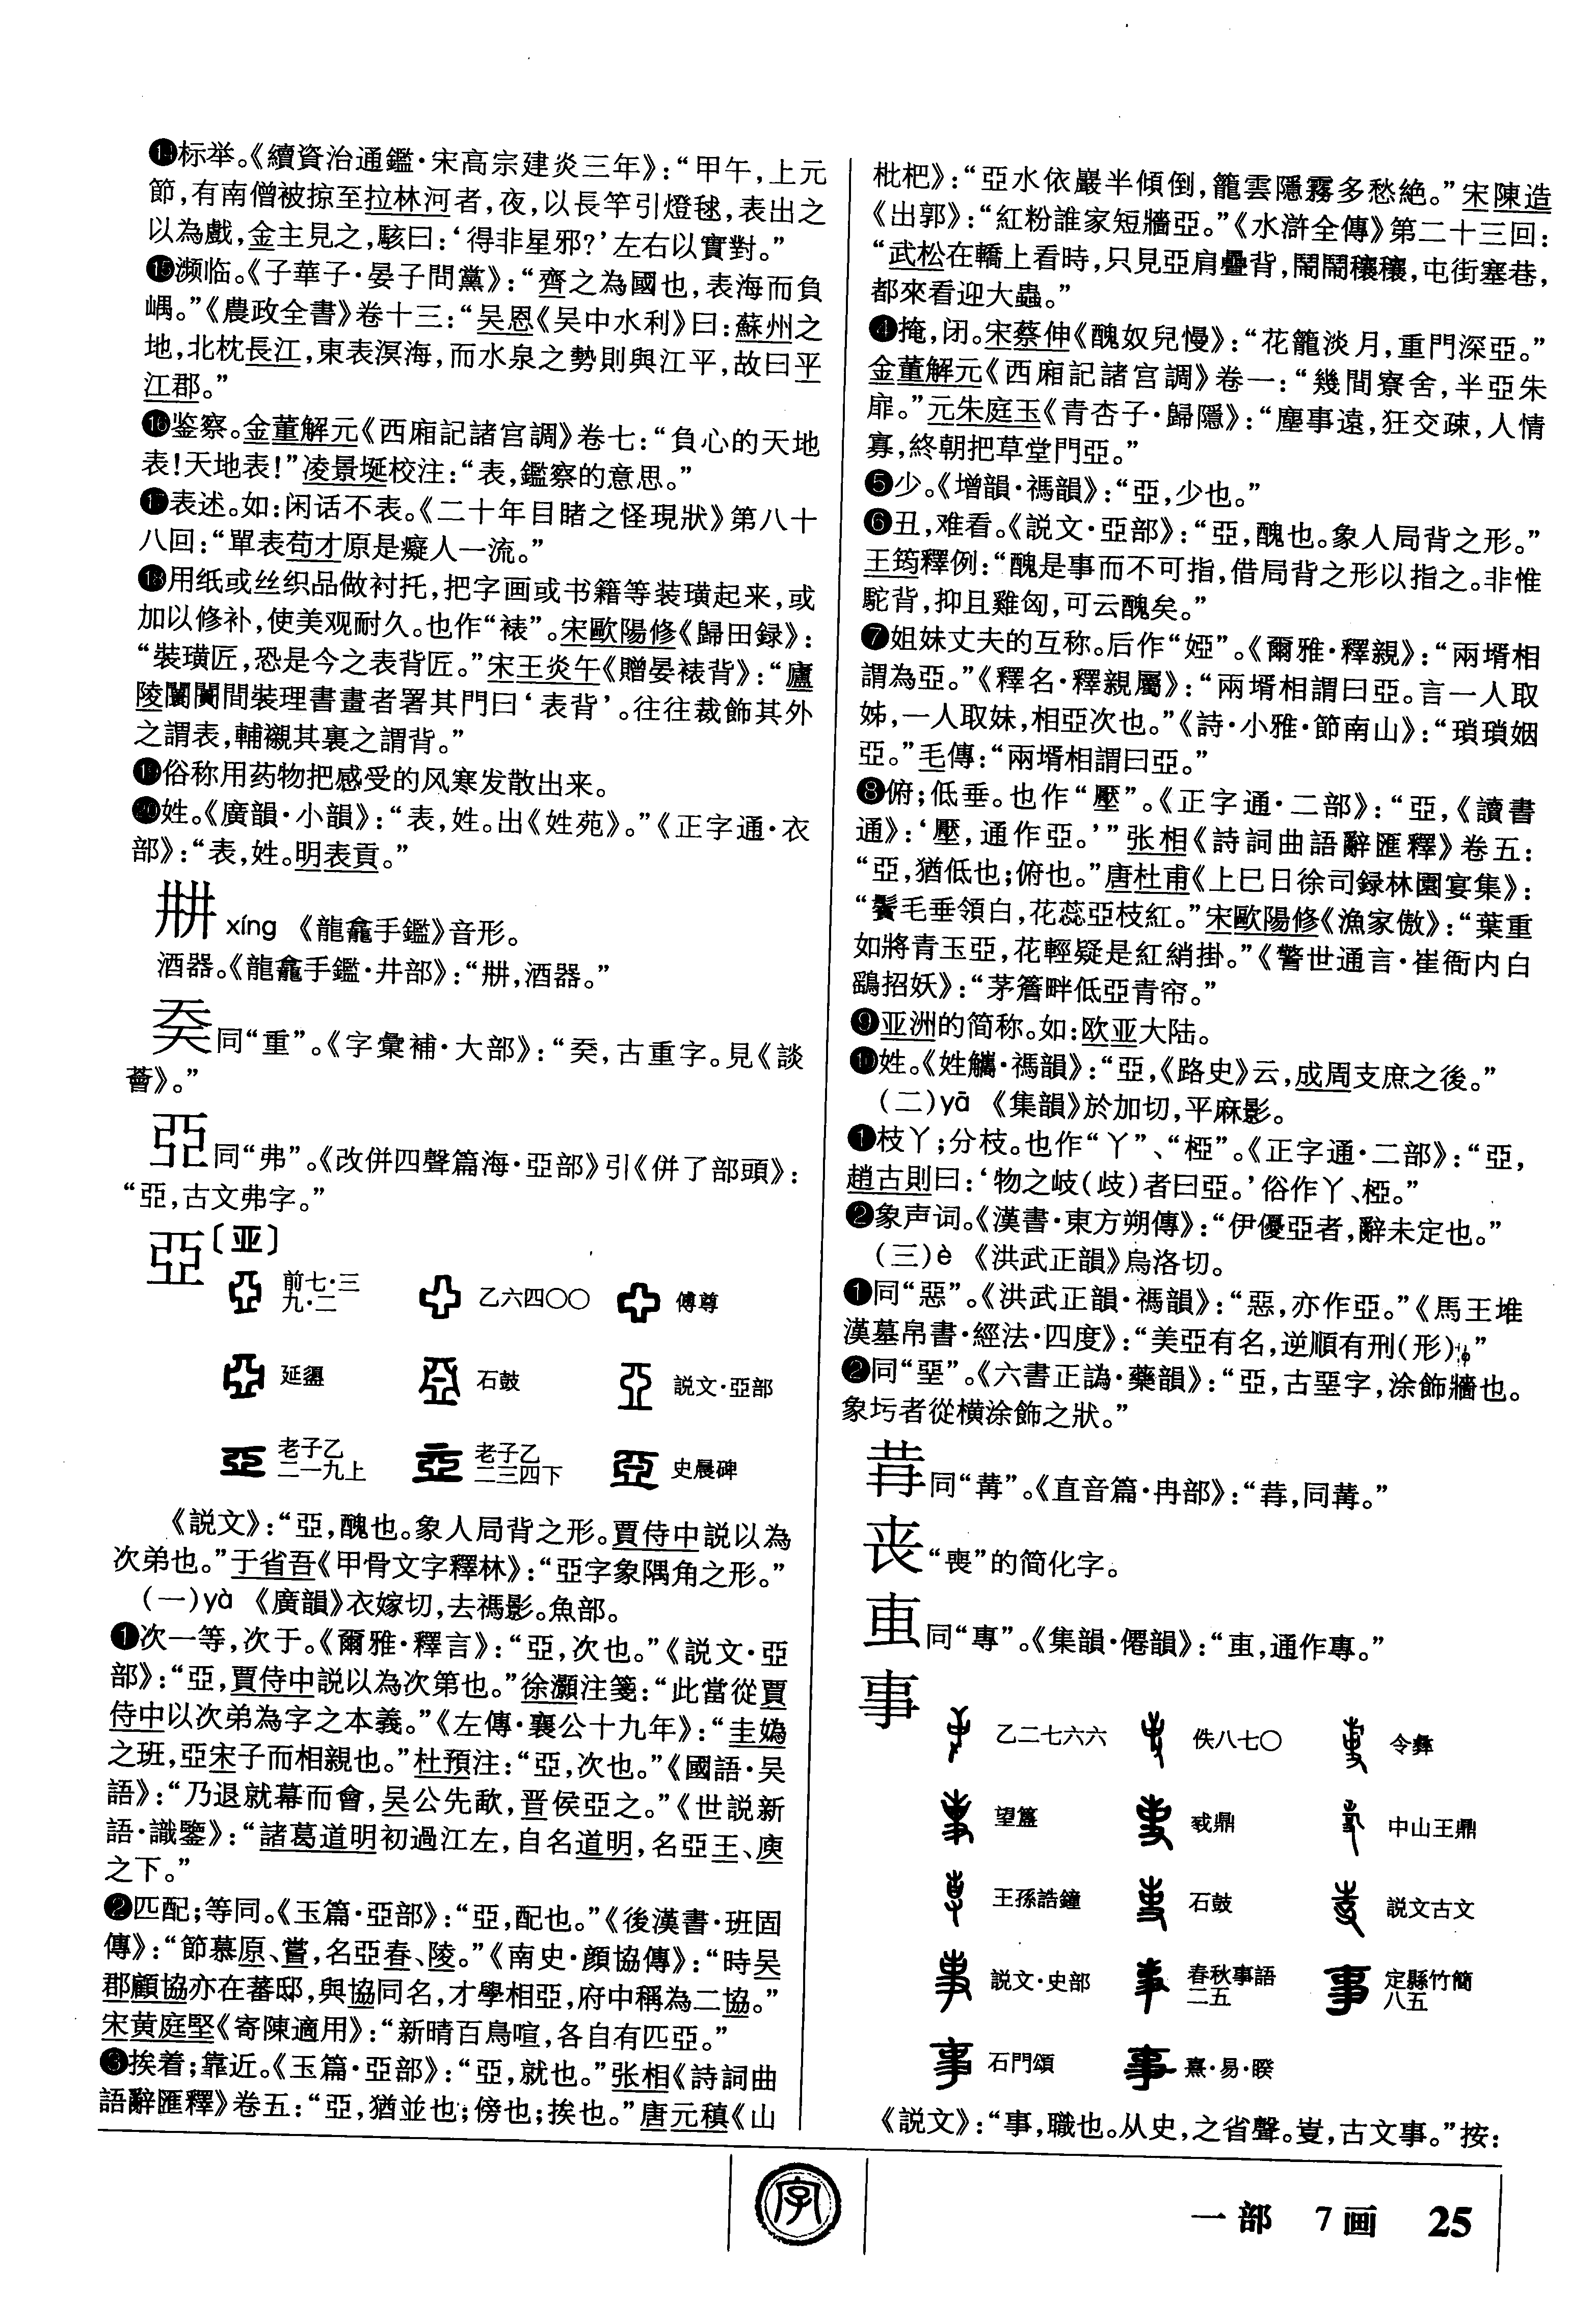 ⓮标举。《續資治通鑑·宋高宗建炎三年》：“甲午，上元
節，有南僧被掠至拉林河者，夜，以長竿引燈毬，表出之
以為戲，金主見之，駭曰：‘得非星邪？’左右以實對。”
⓯濒临。《子華子·晏子問黨》：“齊之為國也，表海而負
嵎。”《農政全書》卷十三：“吴恩《吴中水利》曰：蘇州之
地，北枕長江，東表溟海，而水泉之勢則與江平，故曰平
江郡。”
⓰鉴察。金董解元《西廂記諸宫調》卷七：“負心的天地
表！天地表！”凌景埏校注：“表，鑑察的意思。”
⓱表述。如：闲话不表。《二十年目睹之怪現狀》第八十
八回：“單表苟才原是癡人一流。”
⓲用纸或丝织品做衬托，把字画或书籍等装璜起来，或
加以修补，使美观耐久。也作“裱”。宋歐陽修《歸田録》：
“裝璜匠，恐是今之表背匠。”宋王炎午《贈晏裱背》：“廬
陵闤闠間裝理書畫者署其門曰‘表背’。往往裁飾其外
之謂表，輔襯其裏之謂背。”
⓳俗称用药物把感受的风寒发散出来。
⓴姓。《廣韻·小韻》：“表，姓。出《姓苑》。”《正字通·衣
部》：“表，姓。明表貢。”
xíng 《龍龕手鑑》音形。
酒器。《龍龕手鑑·井部》：“，酒器。”
同“重”。《字彙補·大部》：“，古重字。見《談
薈》。”
同“弗”。《改併四聲篇海·亞部》引《併了部頭》：
“，古文弗字。”
亞〔亚〕
前七·三九·二 乙六四〇〇 傅尊
延盨 石鼓 説文·亞部
老子乙二一九上 老子乙二三四下 史晨碑
《説文》：“亞，醜也。象人局背之形。賈侍中説以為
次弟也。”于省吾《甲骨文字釋林》：“亞字象隅角之形。”
（一）yà 《廣韻》衣嫁切，去禡影。魚部。
❶次一等，次于。《爾雅·釋言》：“亞，次也。”《説文·亞
部》：“亞，賈侍中説以為次第也。”徐灝注箋：“此當從賈
侍中以次弟為字之本義。”《左傳·襄公十九年》：“圭媯
之班，亞宋子而相親也。”杜預注：“亞，次也。”《國語·吴
語》：“乃退就幕而會，吴公先歃，晋侯亞之。”《世説新
語·識鑒》：“諸葛道明初過江左，自名道明，名亞王、庾
之下。”
❷匹配；等同。《玉篇·亞部》：“亞，配也。”《後漢書·班固
傳》：“節慕原、嘗，名亞春、陵。”《南史·顔協傳》：“時吴
郡顧協亦在蕃邸，與協同名，才學相亞，府中稱為二協。”
宋黄庭堅《寄陳適用》：“新晴百鳥喧，各自有匹亞。”
❸挨着；靠近。《玉篇·亞部》：“亞，就也。”张相《詩詞曲
語辭匯釋》卷五：“亞，猶並也；傍也；挨也。”唐元稹《山
枇杷》：“亞水依巖半傾倒，籠雲隱霧多愁絶。”宋陳造
《出郭》：“紅粉誰家短牆亞。”《水滸全傳》第二十三回：
“武松在轎上看時，只見亞肩疊背，鬧鬧穰穰，屯街塞巷，
都來看迎大蟲。”
❹掩，闭。宋蔡伸《醜奴兒慢》：“花籠淡月，重門深亞。”
金董解元《西廂記諸宫調》卷一：“幾間寮舍，半亞朱
扉。”元朱庭玉《青杏子·歸隱》：“塵事遠，狂交疎，人情
寡，終朝把草堂門亞。”
❺少。《增韻·禡韻》：“亞，少也。”
❻丑，难看。《説文·亞部》：“亞，醜也。象人局背之形。”
王筠釋例：“醜是事而不可指，借局背之形以指之。非惟
駝背，抑且雞匈，可云醜矣。”
❼姐妹丈夫的互称。后作“婭”。《爾雅·釋親》：“兩壻相
謂為亞。”《釋名·釋親屬》：“兩壻相謂曰亞。言一人取
姊，一人取妹，相亞次也。”《詩·小雅·節南山》：“瑣瑣姻
亞。”毛傳：“兩壻相謂曰亞。”
❽俯；低垂。也作“壓”。《正字通·二部》：“亞，《讀書
通》：‘壓，通作亞。’”张相《詩詞曲語辭匯釋》卷五：
“亞，猶低也；俯也。”唐杜甫《上巳日徐司録林園宴集》：
“鬢毛垂領白，花蕊亞枝紅。”宋歐陽修《漁家傲》：“葉重
如將青玉亞，花輕疑是紅綃掛。”《警世通言·崔衙内白
鷂招妖》：“茅簷畔低亞青帘。”
❾亚洲的简称。如：欧亚大陆。
❿姓。《姓觿·禡韻》：“亞，《路史》云，成周支庶之後。”
（二）yā 《集韻》於加切，平麻影。
❶枝丫；分枝。也作“丫”、“椏”。《正字通·二部》：“亞，
趙古則曰：‘物之岐（歧）者曰亞。’俗作丫、椏。”
❷象声词。《漢書·東方朔傳》：“伊優亞者，辭未定也。”
（三）è 《洪武正韻》烏洛切。
❶同“惡”。《洪武正韻·禡韻》：“惡，亦作亞。”《馬王堆
漢墓帛書·經法·四度》：“美亞有名，逆順有刑（形）。”
❷同“堊”。《六書正譌·藥韻》：“亞，古堊字，涂飾牆也。
象圬者從横涂飾之狀。”
同“冓”。《直音篇·冉部》：“，同冓。”
丧“喪”的简化字。
同“專”。《集韻·僊韻》：“，通作專。”
事
乙二七六六 佚八七〇 令彝
望簋 㦰鼎 中山王鼎
王孫誥鐘 石鼓 説文古文
説文·史部 春秋事語二五 定縣竹簡八五
石門頌 熹·易·睽
《説文》：“事，職也。从史，之省聲。，古文事。”按：
字
一部 7画 25